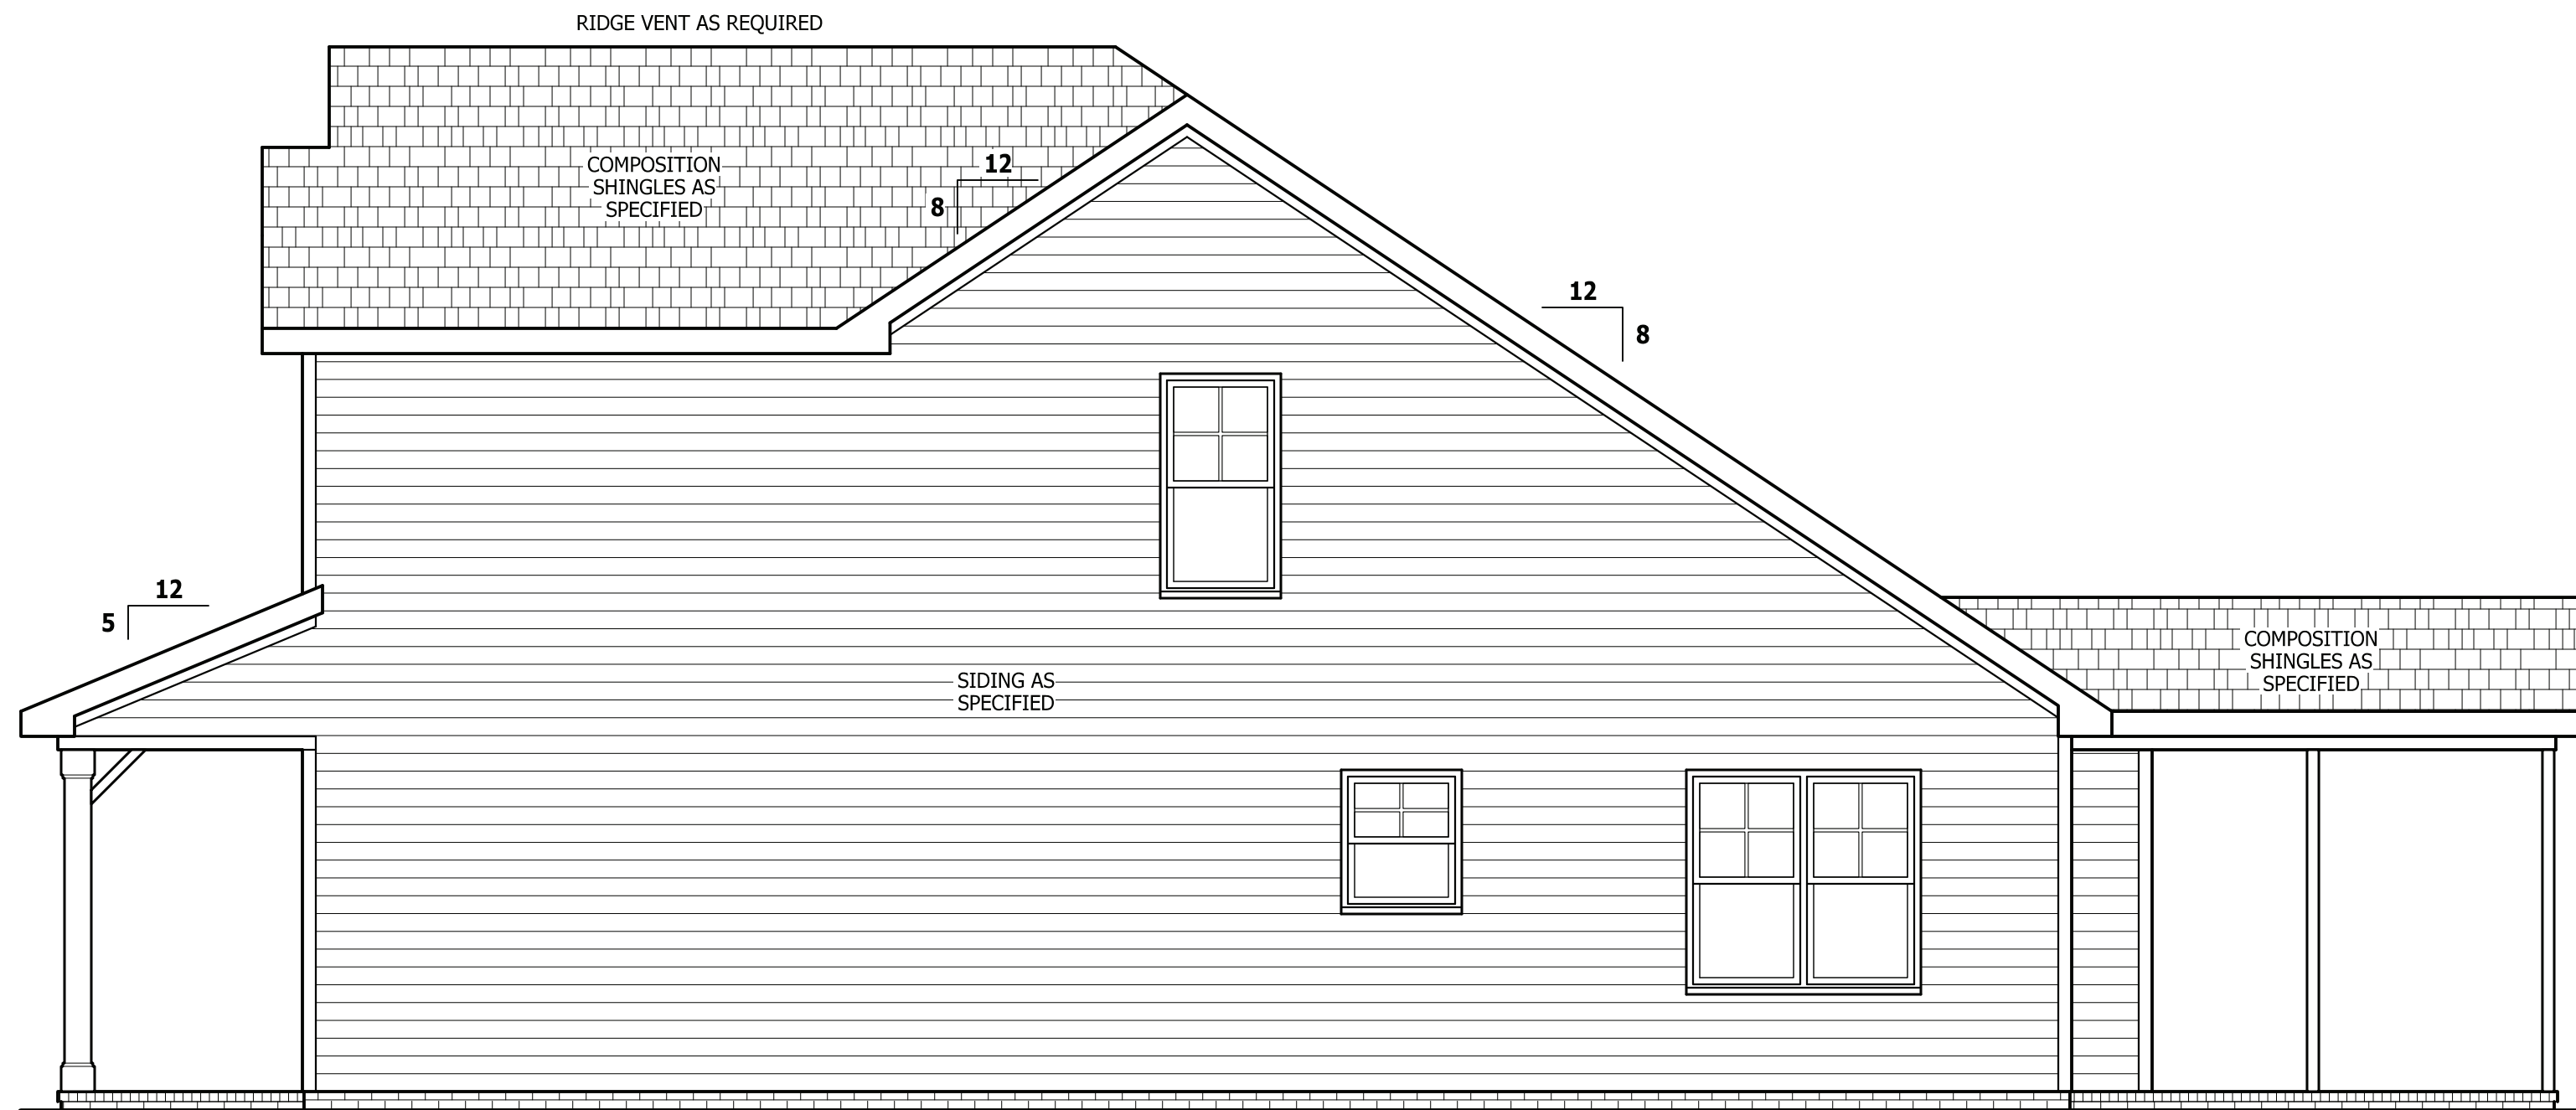 RIDGE VENT AS REQUIRED
COMPOSITION
SHINGLES AS
SPECIFIED
12
8
12
8
12
5
COMPOSITION
SHINGLES AS
SPECIFIED
SIDING AS
SPECIFIED